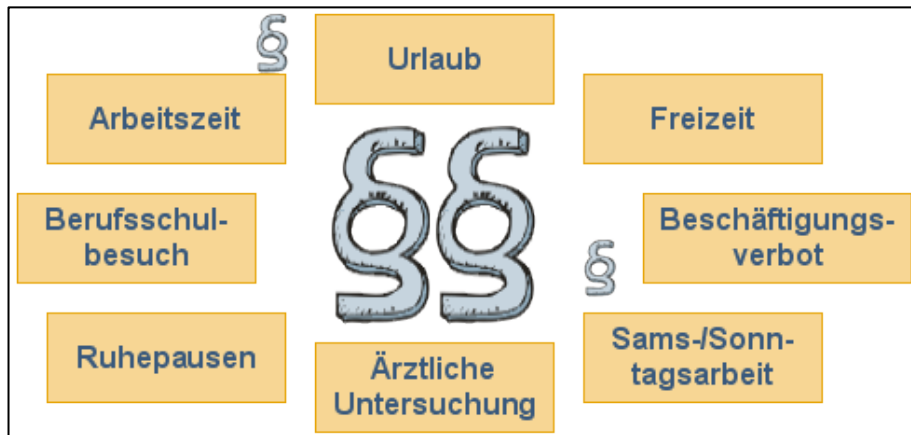 §
Urlaub
Arbeitszeit
Freizeit
§§
Berufsschul-
besuch
Beschäftigungs-
verbot
§
Ruhepausen
Ärztliche
Untersuchung
Sams-/Sonn-
tagsarbeit